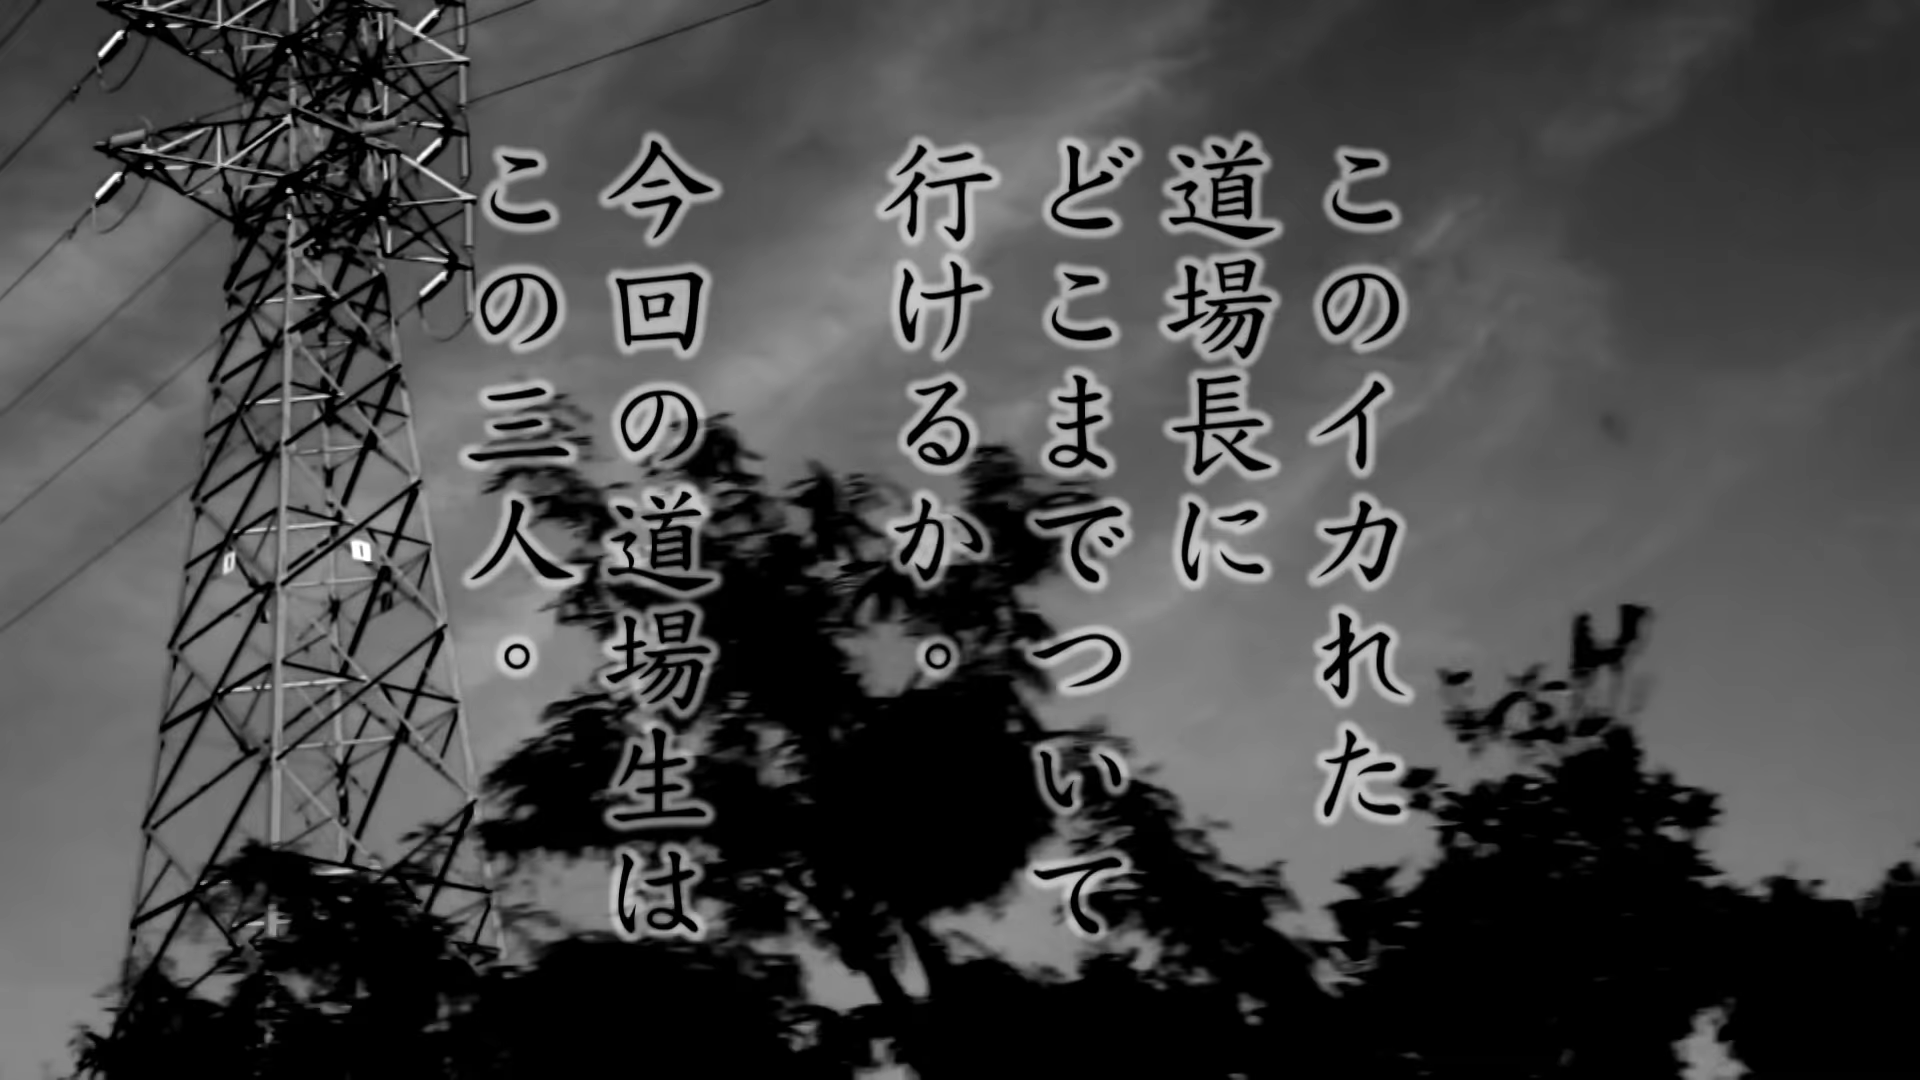 このイカれた
道場長に
どこまでついて
行けるか。
今回の道場生は
この三人。